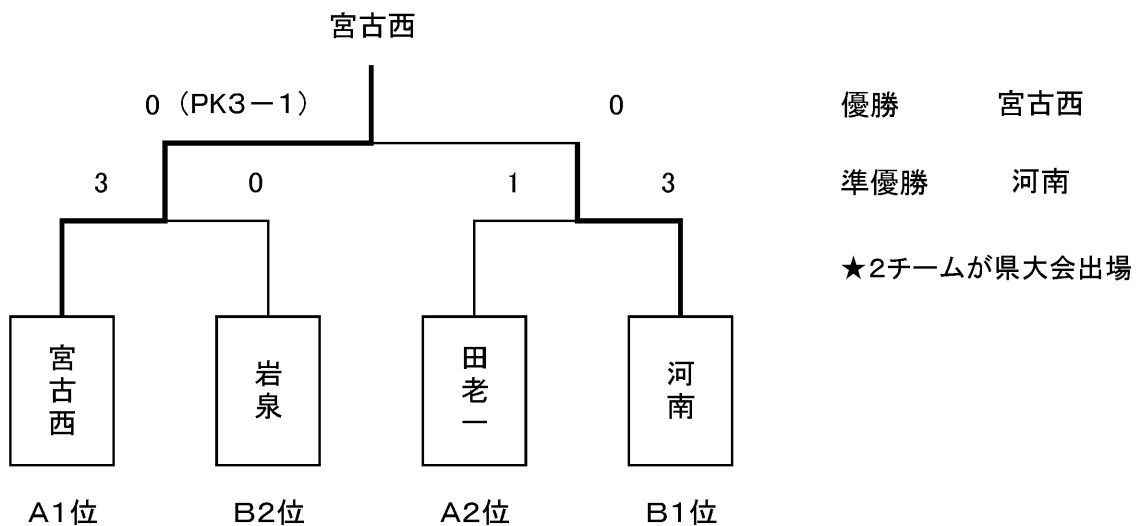 宮古西
0（PK3－1）
0
優勝　宮古西
3
0
1
3
準優勝　河南
★2チームが県大会出場
宮古西
岩泉
田老一
河南
A1位
B2位
A2位
B1位